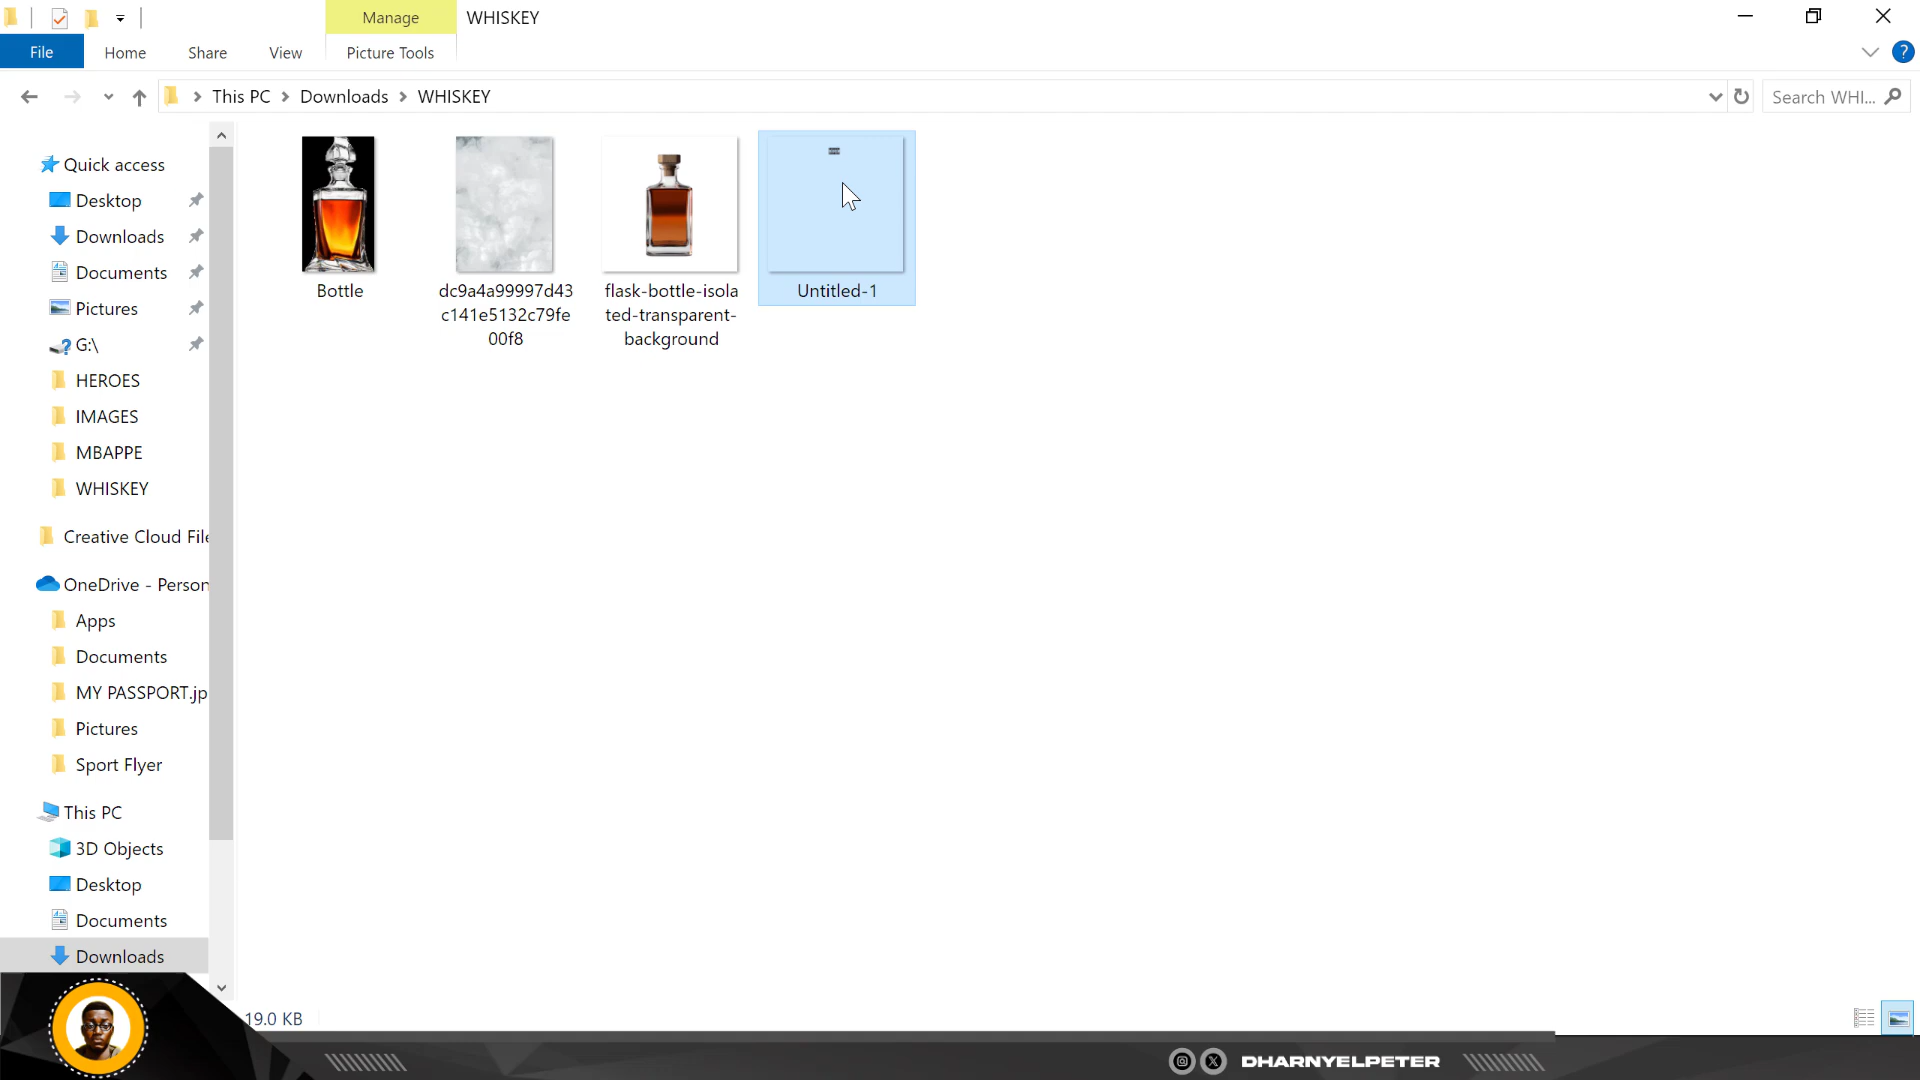 Manage
WHISKEY
File
Home
Share
View
Picture Tools
?
This PC
Downloads
WHISKEY
Search WHI...
Quick access
Desktop
Downloads
Documents
Pictures
G:\
HEROES
IMAGES
MBAPPE
WHISKEY
Creative Cloud File
OneDrive - Person
Apps
Documents
MY PASSPORT.jp
Pictures
Sport Flyer
This PC
3D Objects
Desktop
Documents
Downloads
Bottle
dc9a4a99997d43
c141e5132c79fe
00f8
flask-bottle-isola
ted-transparent-
background
Untitled-1
19.0 KB
DHARNYELPETER